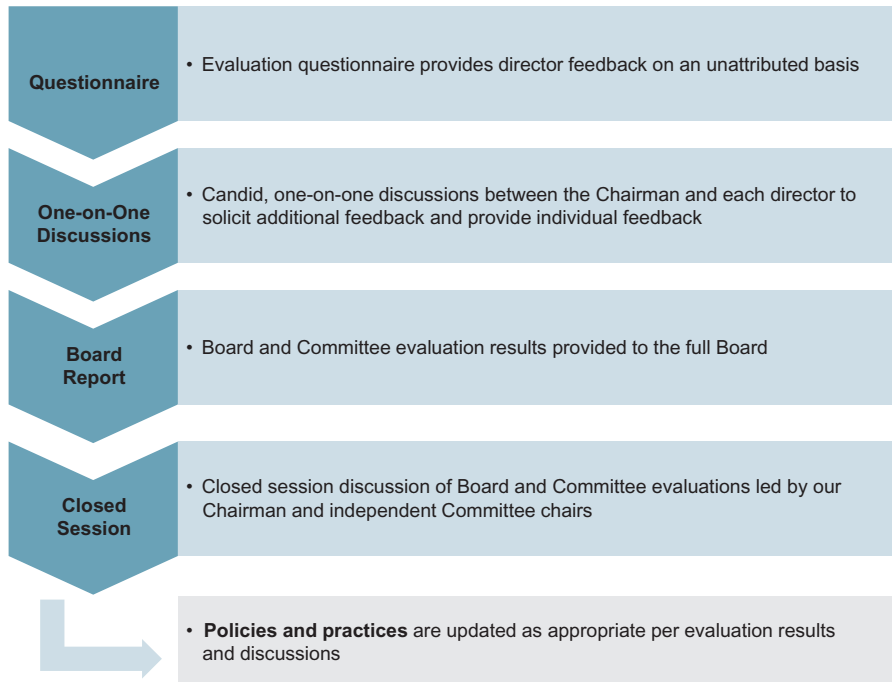 Questionnaire
• Evaluation questionnaire provides director feedback on an unattributed basis
One-on-One
Discussions
• Candid, one-on-one discussions between the Chairman and each director to
solicit additional feedback and provide individual feedback
Board
Report
• Board and Committee evaluation results provided to the full Board
Closed
Session
• Closed session discussion of Board and Committee evaluations led by our
Chairman and independent Committee chairs
• Policies and practices are updated as appropriate per evaluation results
and discussions